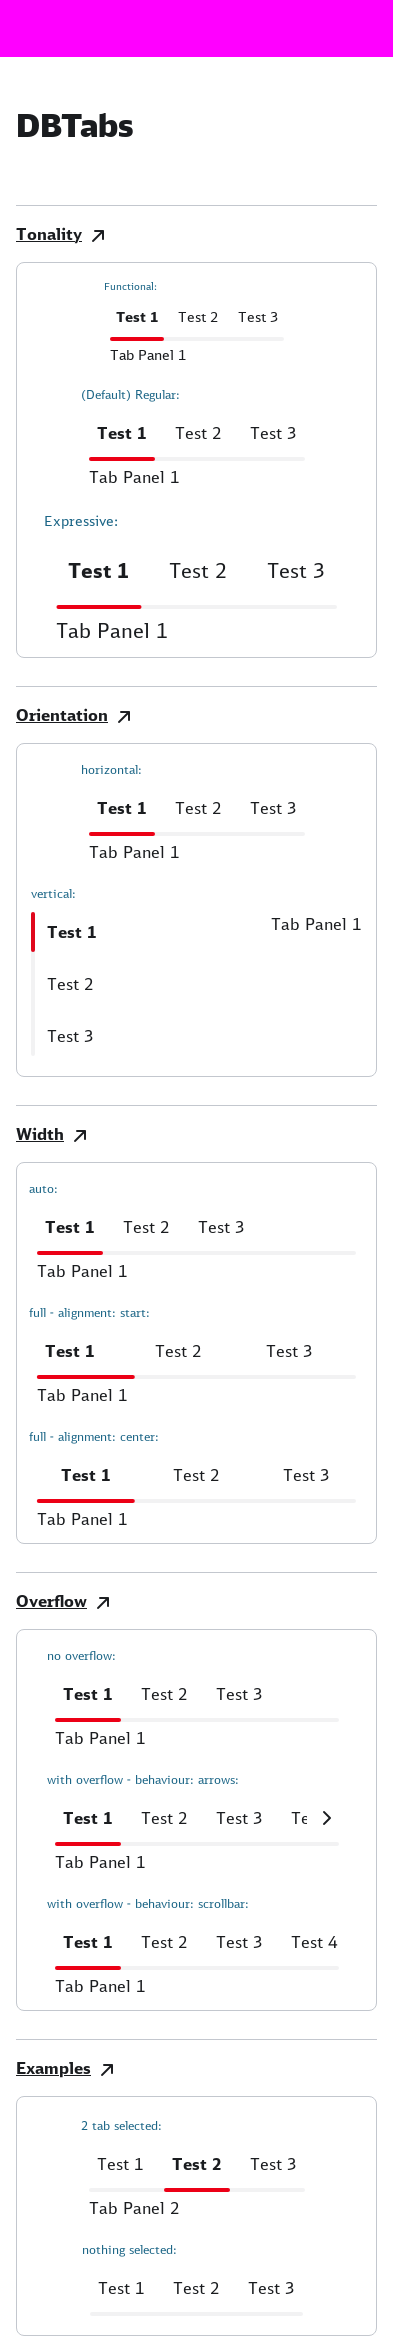 DBTabs
Tonality
Functional:
Test 1 Test 2 Test 3
Tab Panel 1
(Default) Regular:
Test 1 Test 2 Test 3
Tab Panel 1
Expressive:
Test 1 Test 2 Test 3
Tab Panel 1
Orientation
horizontal:
Test 1 Test 2 Test 3
Tab Panel 1
vertical:
Test 1 Tab Panel 1
Test 2
Test 3
Width
auto:
Test 1 Test 2 Test 3
Tab Panel 1
full - alignment: start:
Test 1 Test 2 Test 3
Tab Panel 1
full - alignment: center:
Test 1 Test 2 Test 3
Tab Panel 1
Overflow
no overflow:
Test 1 Test 2 Test 3
Tab Panel 1
with overflow - behaviour: arrows:
Test 1 Test 2 Test 3
Tab Panel 1
with overflow - behaviour: scrollbar:
Test 1 Test 2 Test 3 Test 4
Tab Panel 1
Examples
2 tab selected:
Test 1 Test 2 Test 3
Tab Panel 2
nothing selected:
Test 1 Test 2 Test 3